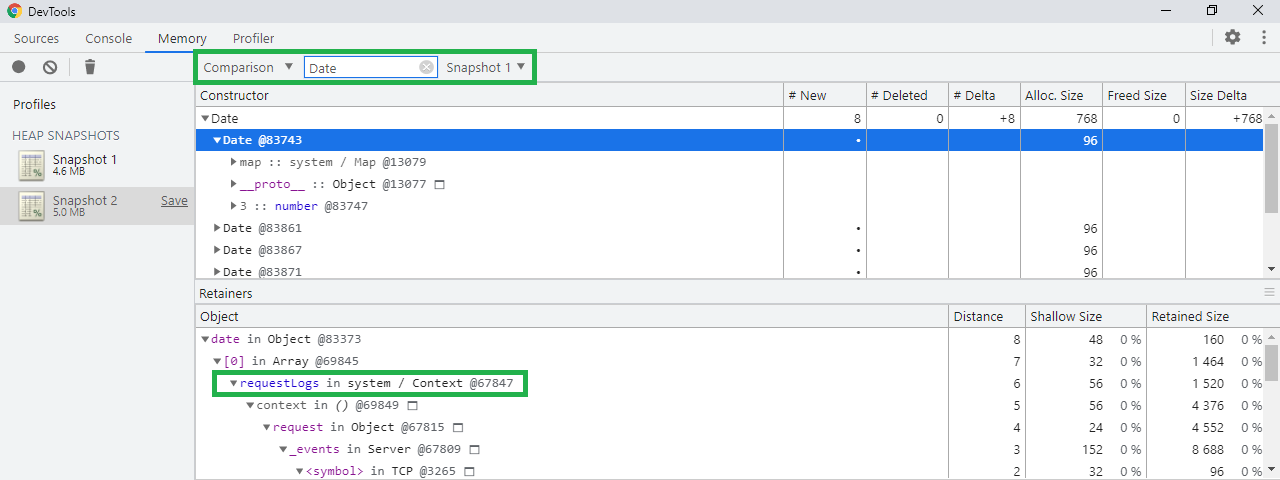 DevTools
Sources Console Memory Profiler
Comparison Date Snapshot 1
Profiles
HEAP SNAPSHOTS
Snapshot 1
4.6 MB
Snapshot 2 Save
5.0 MB
Constructor # New # Deleted # Delta Alloc. Size Freed Size Size Delta
Date 8 0 +8 768 0 +768
Date @83743 • 96
map :: system / Map @13079
__proto__ :: Object @13077
3 :: number @83747
Date @83861 • 96
Date @83867 • 96
Date @83871 • 96
Retainers
Object Distance Shallow Size Retained Size
date in Object @83373 8 48 0 % 160 0 %
[0] in Array @69845 7 32 0 % 1 464 0 %
requestLogs in system / Context @67847 6 56 0 % 1 520 0 %
context in () @69849 5 56 0 % 4 376 0 %
request in Object @67815 4 24 0 % 4 552 0 %
_events in Server @67809 3 152 0 % 8 688 0 %
<symbol> in TCP @3265 2 32 0 % 96 0 %